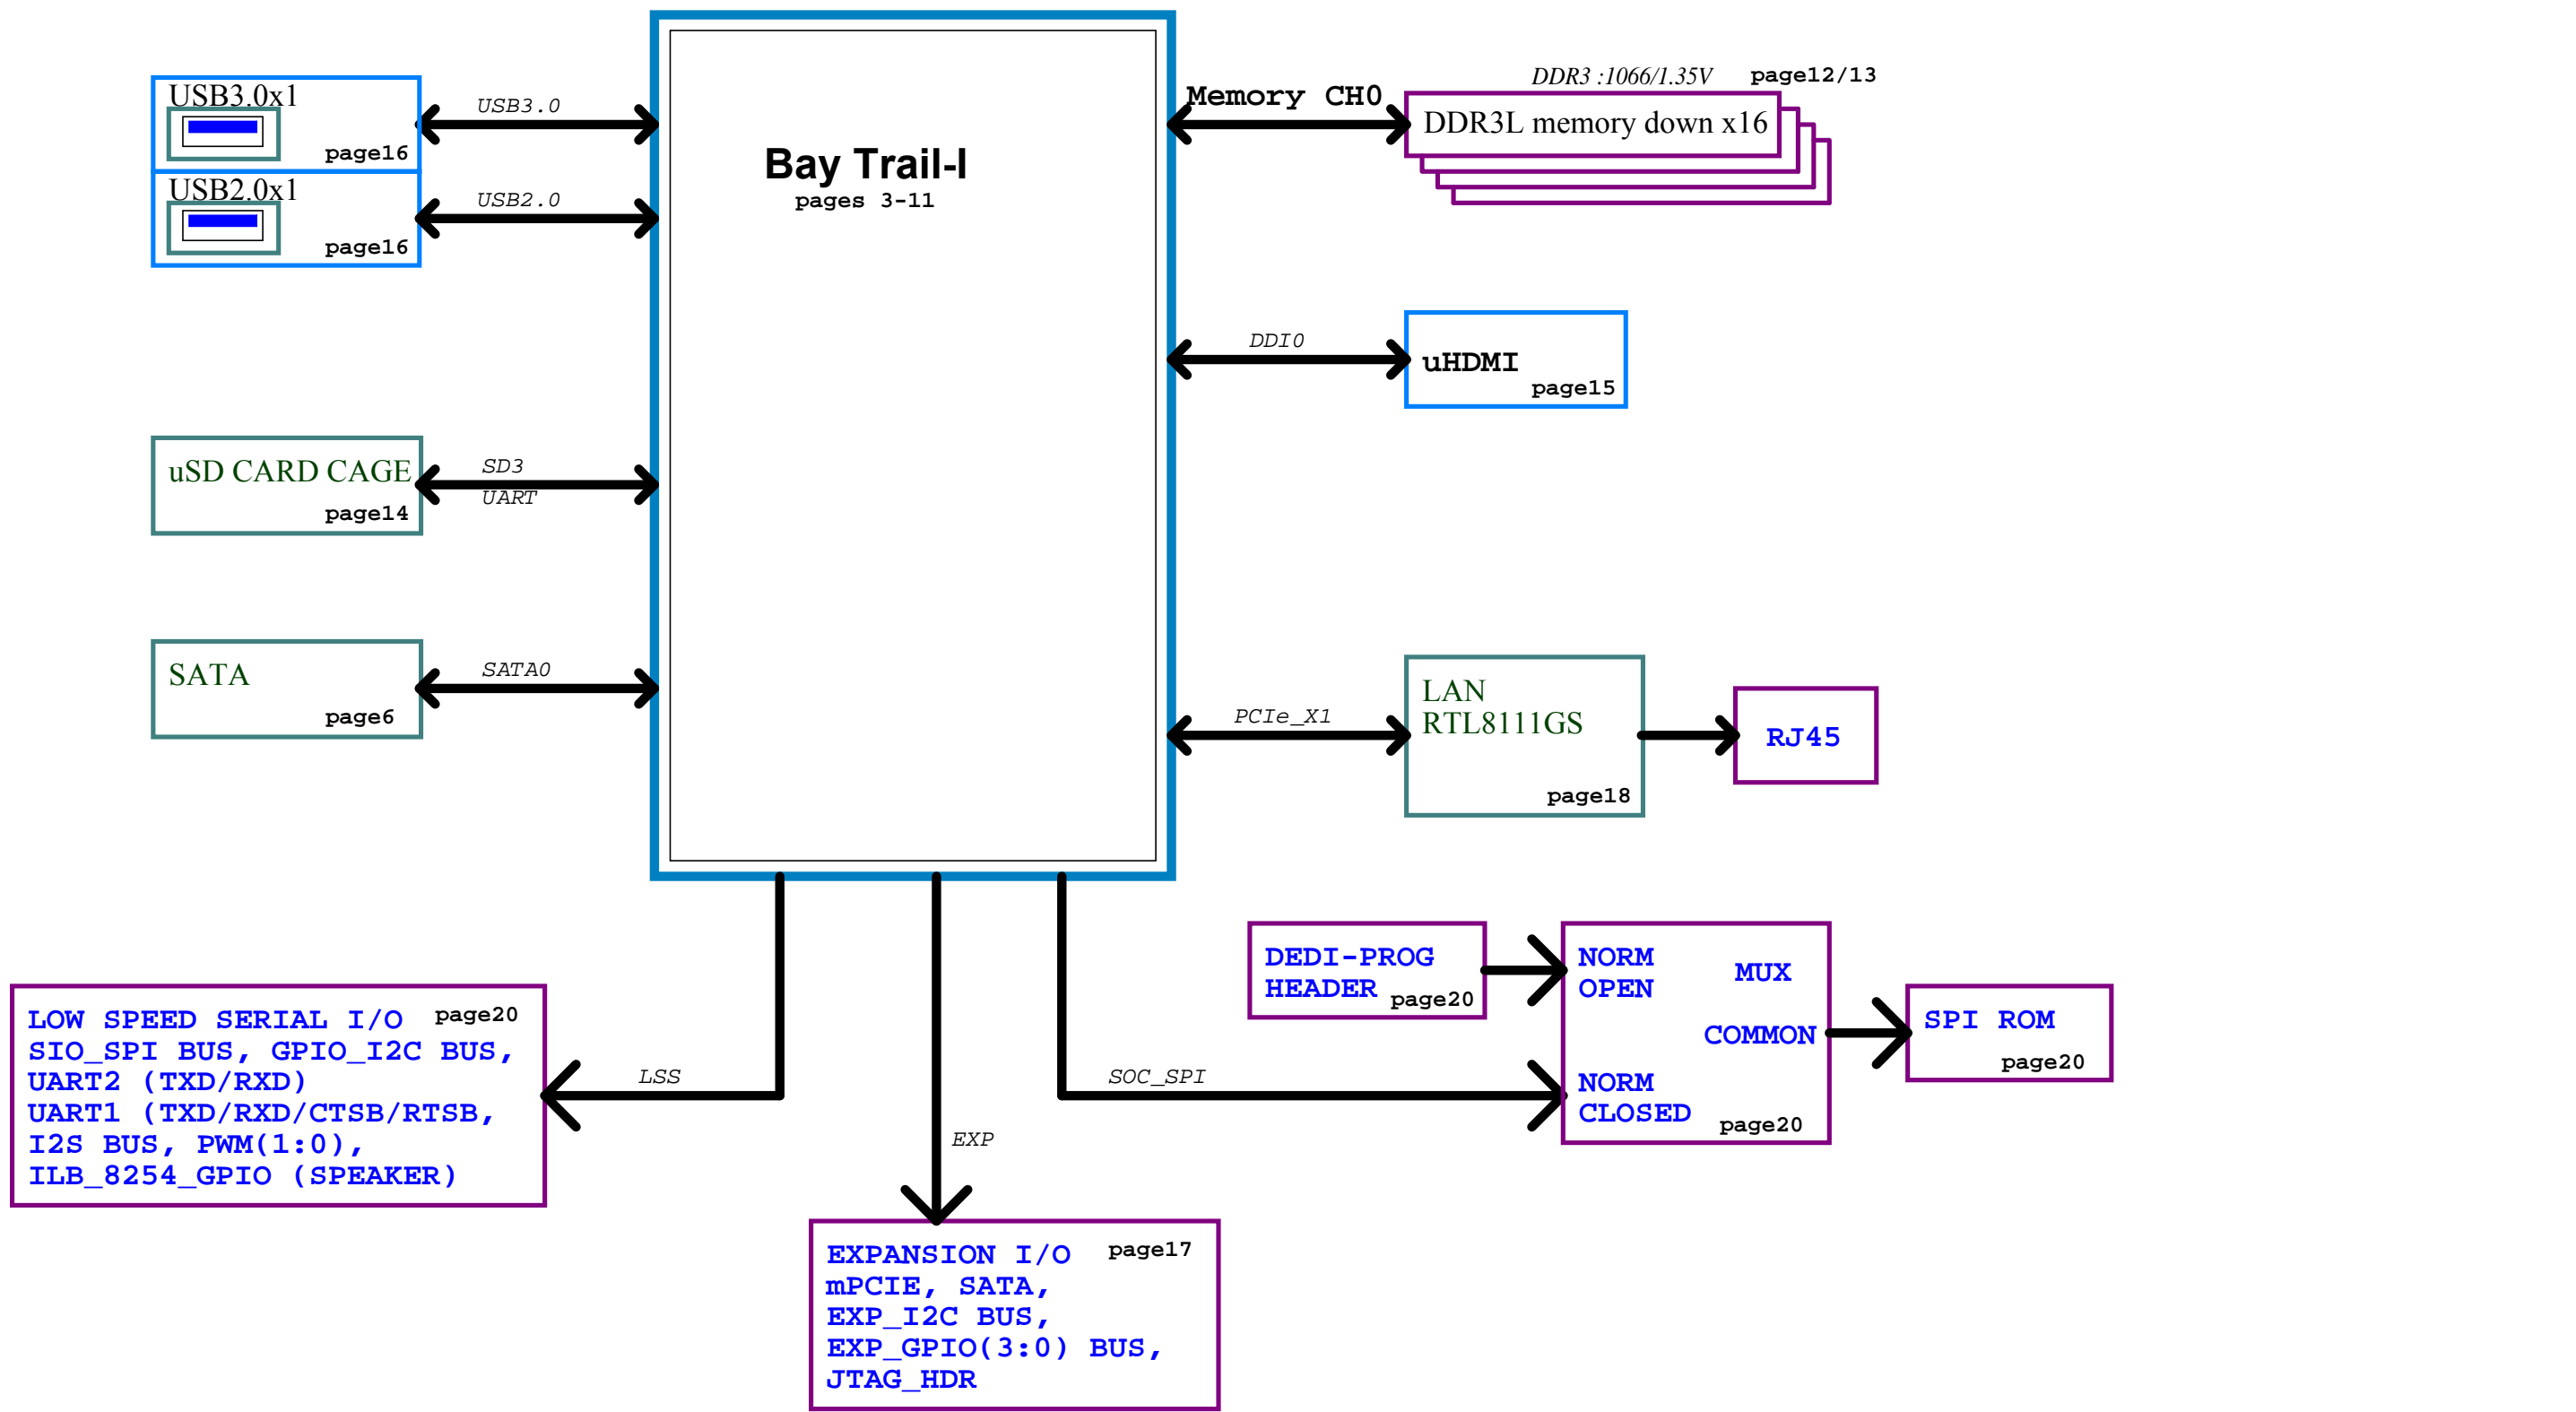 USB3.0x1
page16
USB3.0
USB2.0x1
page16
USB2.0
Bay Trail-I
pages 3-11
Memory CH0
DDR3 :1066/1.35V
page12/13
DDR3L memory down x16
DDI0
uHDMI
page15
uSD CARD CAGE
page14
SD3
UART
SATA
page6
SATA0
PCIe_X1
LAN
RTL8111GS
page18
RJ45
LOW SPEED SERIAL I/O page20
SIO_SPI BUS, GPIO_I2C BUS,
UART2 (TXD/RXD)
UART1 (TXD/RXD/CTSB/RTSB,
I2S BUS, PWM(1:0),
ILB_8254_GPIO (SPEAKER)
LSS
EXP
SOC_SPI
DEDI-PROG
HEADER page20
NORM
OPEN
MUX
COMMON
NORM
CLOSED
page20
SPI ROM
page20
EXPANSION I/O page17
mPCIE, SATA,
EXP_I2C BUS,
EXP_GPIO(3:0) BUS,
JTAG_HDR